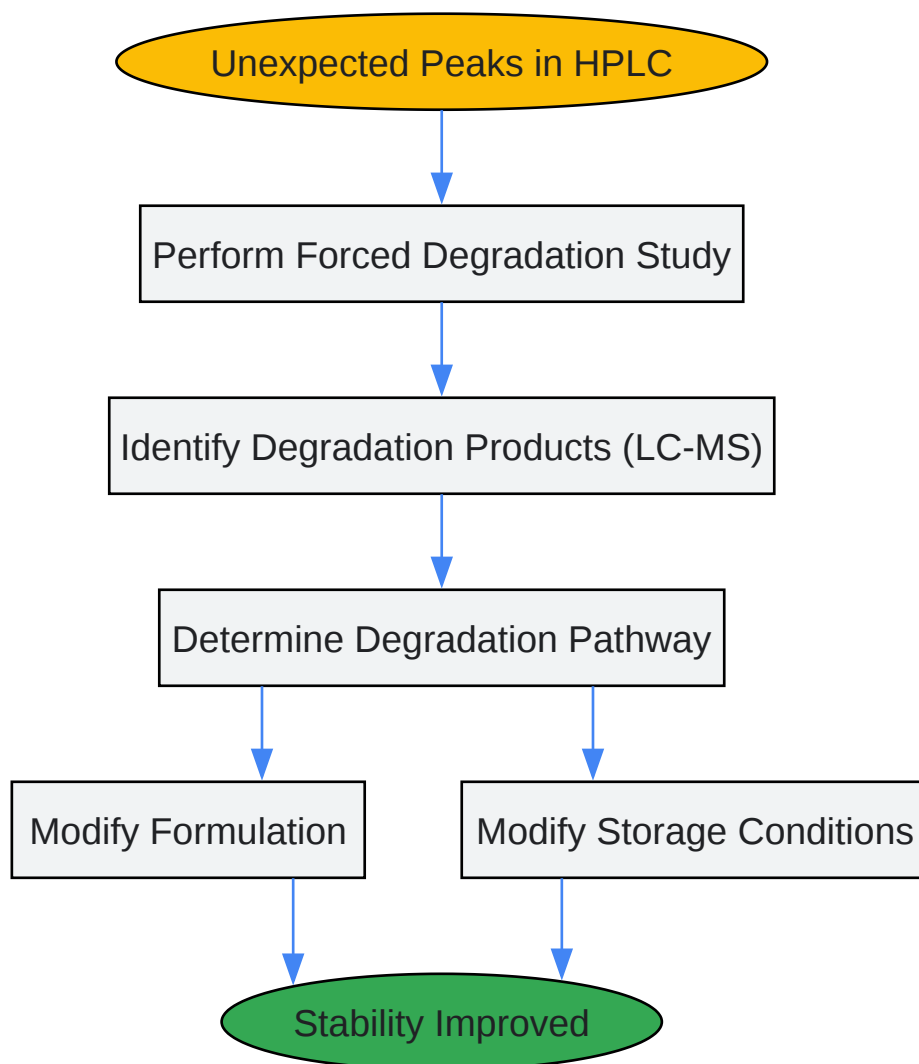 Unexpected Peaks in HPLC
Perform Forced Degradation Study
Identify Degradation Products (LC-MS)
Determine Degradation Pathway
Modify Formulation
Modify Storage Conditions
Stability Improved